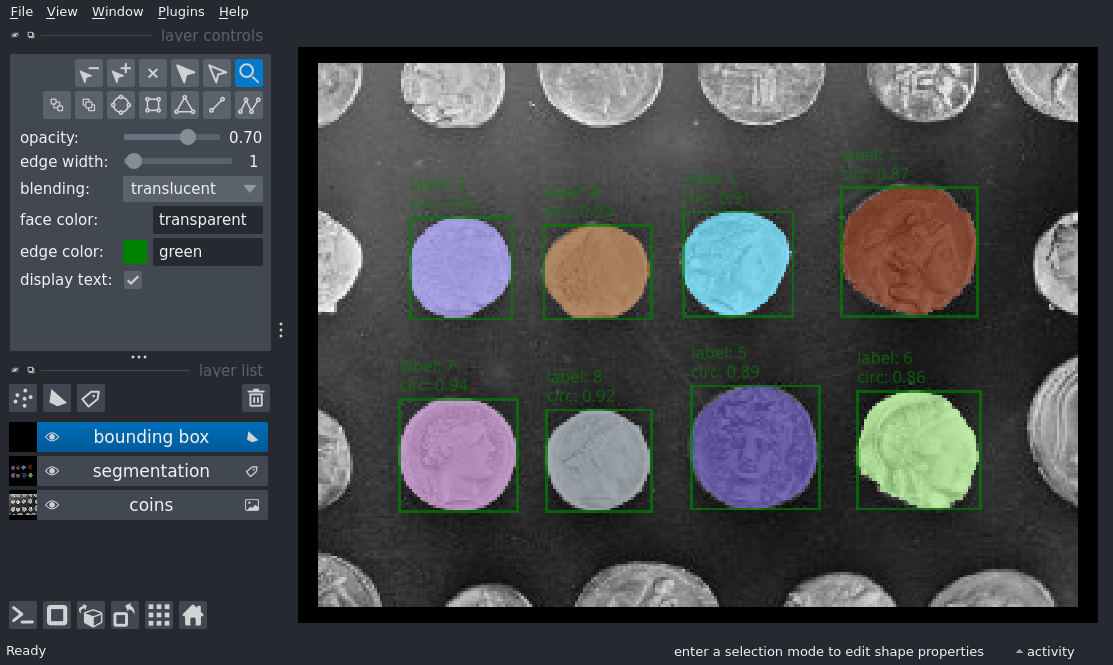 File View Window Plugins Help
layer controls
opacity: 0.70
edge width: 1
blending: translucent
face color: transparent
edge color: green
display text:
layer list
bounding box
segmentation
coins
label: 3
label: 4
circ: 0.93
label: 2
circ: 0.91
label: 1
circ: 0.87
label: 7
circ: 0.94
label: 8
circ: 0.92
label: 5
circ: 0.89
label: 6
circ: 0.86
Ready
enter a selection mode to edit shape properties
activity